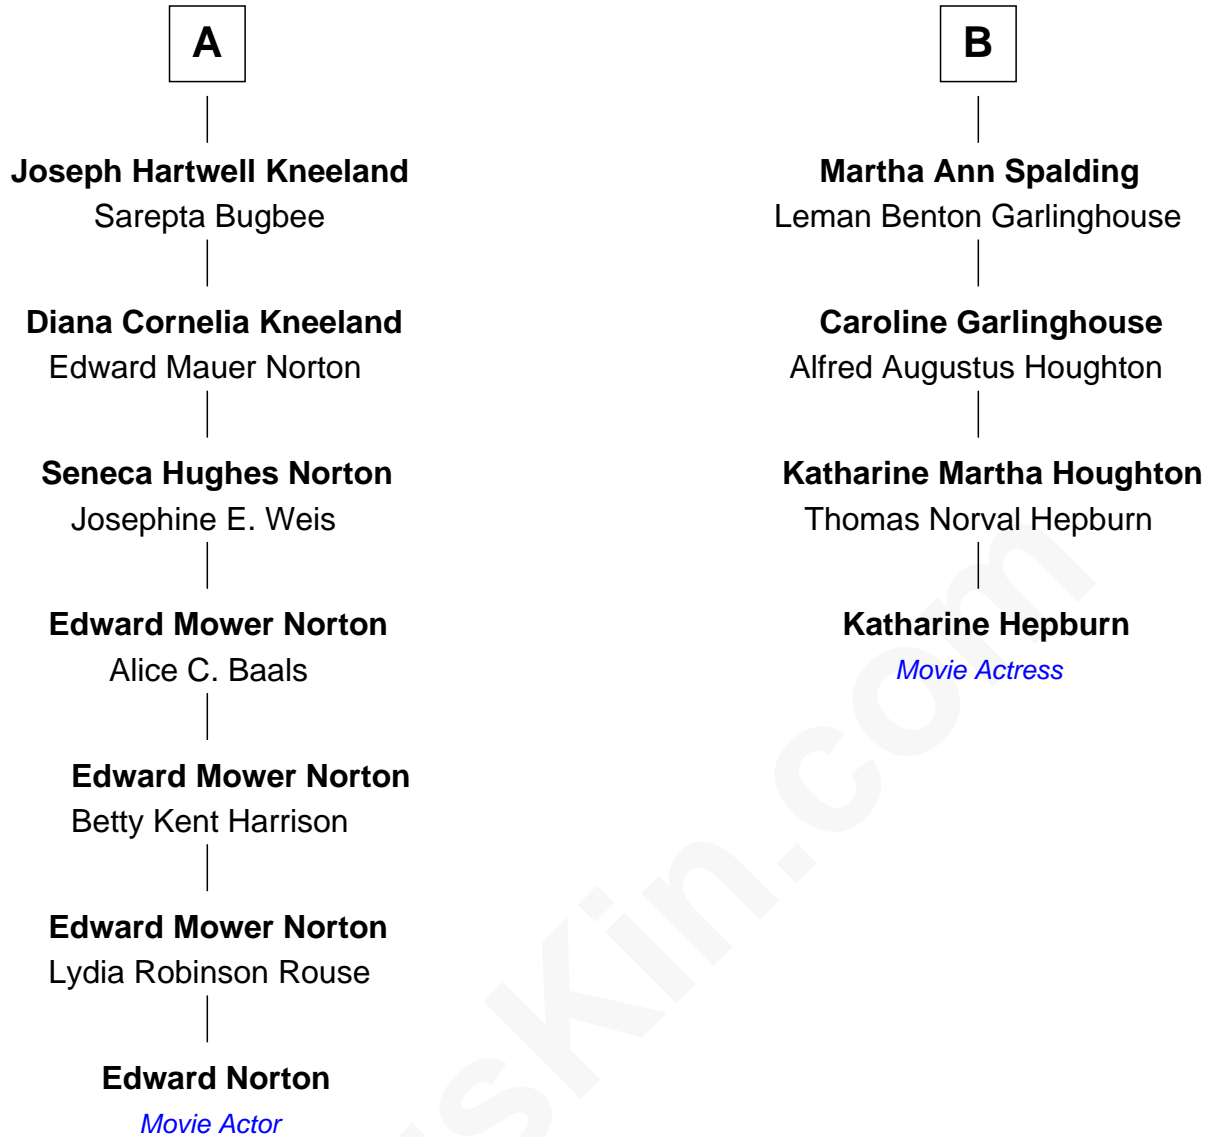 A
Joseph Hartwell Kneeland
Sarepta Bugbee
Diana Cornelia Kneeland
Edward Mauer Norton
Seneca Hughes Norton
Josephine E. Weis
Edward Mower Norton
Alice C. Baals
Edward Mower Norton
Betty Kent Harrison
Edward Mower Norton
Lydia Robinson Rouse
Edward Norton
Movie Actor
B
Martha Ann Spalding
Leman Benton Garlinghouse
Caroline Garlinghouse
Alfred Augustus Houghton
Katharine Martha Houghton
Thomas Norval Hepburn
Katharine Hepburn
Movie Actress
sKin.com